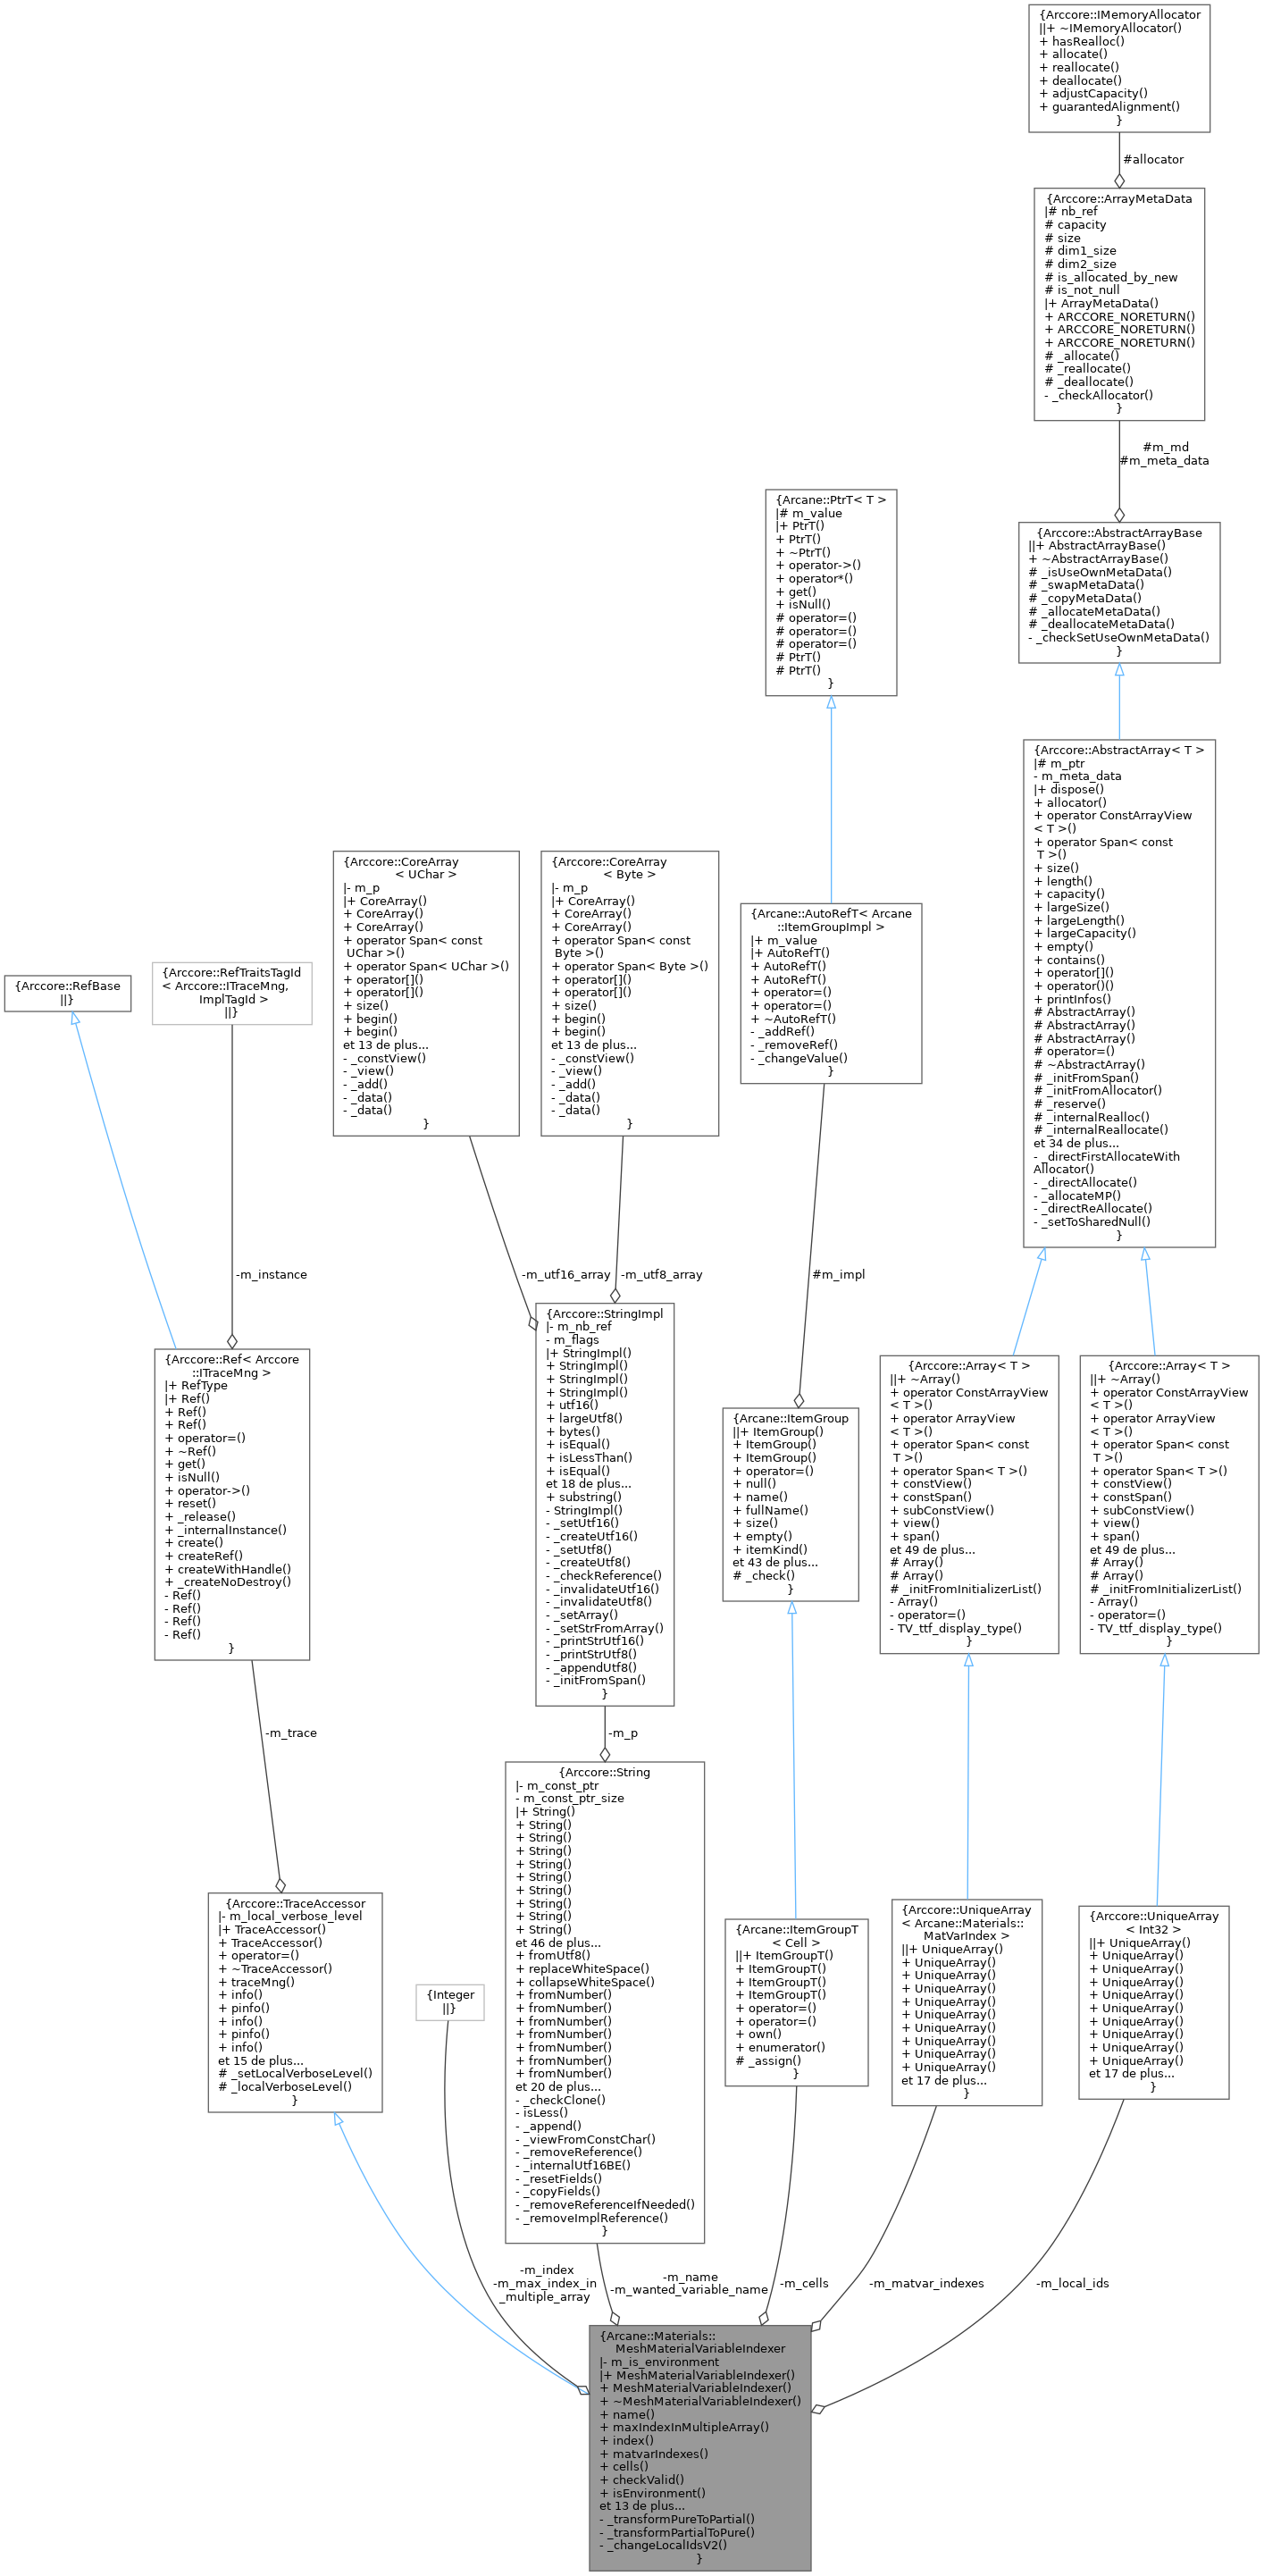 {Arccore::IMemoryAllocator
||+ ~IMemoryAllocator()
+ hasRealloc()
+ allocate()
+ reallocate()
+ deallocate()
+ adjustCapacity()
+ guarantedAlignment()
}
#allocator
{Arccore::ArrayMetaData
|# nb_ref
# capacity
# size
# dim1_size
# dim2_size
# is_allocated_by_new
# is_not_null
|+ ArrayMetaData()
+ ARCCORE_NORETURN()
+ ARCCORE_NORETURN()
+ ARCCORE_NORETURN()
# _allocate()
# _reallocate()
# _deallocate()
- _checkAllocator()
}
#m_md
#m_meta_data
{Arcane::PtrT< T >
|# m_value
|+ PtrT()
+ PtrT()
+ ~PtrT()
+ operator->()
+ operator*()
+ get()
+ isNull()
# operator=()
# operator=()
# operator=()
# PtrT()
# PtrT()
}
{Arccore::AbstractArrayBase
||+ AbstractArrayBase()
+ ~AbstractArrayBase()
# _isUseOwnMetaData()
# _swapMetaData()
# _copyMetaData()
# _allocateMetaData()
# _deallocateMetaData()
- _checkSetUseOwnMetaData()
}
{Arccore::AbstractArray< T >
|# m_ptr
- m_meta_data
|+ dispose()
+ allocator()
+ operator ConstArrayView
< T >()
+ operator Span< const
T >()
+ size()
+ length()
+ capacity()
+ largeSize()
+ largeLength()
+ largeCapacity()
+ empty()
+ contains()
+ operator[]()
+ operator()()
+ printInfos()
# AbstractArray()
# AbstractArray()
# AbstractArray()
# operator=()
# ~AbstractArray()
# _initFromSpan()
# _initFromAllocator()
# _reserve()
# _internalRealloc()
# _internalReallocate()
et 34 de plus...
- _directFirstAllocateWith
Allocator()
- _directAllocate()
- _allocateMP()
- _directReAllocate()
- _setToSharedNull()
}
{Arccore::CoreArray
< UChar >
|- m_p
|+ CoreArray()
+ CoreArray()
+ CoreArray()
+ operator Span< const
UChar >()
+ operator Span< UChar >()
+ operator[]()
+ operator[]()
+ size()
+ begin()
+ begin()
et 13 de plus...
- _constView()
- _view()
- _add()
- _data()
- _data()
}
{Arccore::CoreArray
< Byte >
|- m_p
|+ CoreArray()
+ CoreArray()
+ CoreArray()
+ operator Span< const
Byte >()
+ operator Span< Byte >()
+ operator[]()
+ operator[]()
+ size()
+ begin()
+ begin()
et 13 de plus...
- _constView()
- _view()
- _add()
- _data()
- _data()
}
{Arcane::AutoRefT< Arcane
::ItemGroupImpl >
|+ m_value
|+ AutoRefT()
+ AutoRefT()
+ AutoRefT()
+ operator=()
+ operator=()
+ ~AutoRefT()
- _addRef()
- _removeRef()
- _changeValue()
}
{Arccore::RefBase
||}
{Arccore::RefTraitsTagId
< Arccore::ITraceMng,
ImplTagId >
||}
-m_instance
-m_utf16_array
-m_utf8_array
#m_impl
{Arccore::Ref< Arccore
::ITraceMng >
|+ RefType
|+ Ref()
+ Ref()
+ Ref()
+ operator=()
+ ~Ref()
+ get()
+ isNull()
+ operator->()
+ reset()
+ _release()
+ _internalInstance()
+ create()
+ createRef()
+ createWithHandle()
+ _createNoDestroy()
- Ref()
- Ref()
- Ref()
- Ref()
}
{Arccore::StringImpl
|- m_nb_ref
- m_flags
|+ StringImpl()
+ StringImpl()
+ StringImpl()
+ StringImpl()
+ utf16()
+ largeUtf8()
+ bytes()
+ isEqual()
+ isLessThan()
+ isEqual()
et 18 de plus...
+ substring()
- StringImpl()
- _setUtf16()
- _createUtf16()
- _setUtf8()
- _createUtf8()
- _checkReference()
- _invalidateUtf16()
- _invalidateUtf8()
- _setArray()
- _setStrFromArray()
- _printStrUtf16()
- _printStrUtf8()
- _appendUtf8()
- _initFromSpan()
}
{Arcane::ItemGroup
||+ ItemGroup()
+ ItemGroup()
+ ItemGroup()
+ operator=()
+ null()
+ name()
+ fullName()
+ size()
+ empty()
+ itemKind()
et 43 de plus...
# _check()
}
{Arccore::Array< T >
||+ ~Array()
+ operator ConstArrayView
< T >()
+ operator ArrayView
< T >()
+ operator Span< const
T >()
+ operator Span< T >()
+ constView()
+ constSpan()
+ subConstView()
+ view()
+ span()
et 49 de plus...
# Array()
# Array()
# _initFromInitializerList()
- Array()
- operator=()
- TV_ttf_display_type()
}
{Arccore::Array< T >
||+ ~Array()
+ operator ConstArrayView
< T >()
+ operator ArrayView
< T >()
+ operator Span< const
T >()
+ operator Span< T >()
+ constView()
+ constSpan()
+ subConstView()
+ view()
+ span()
et 49 de plus...
# Array()
# Array()
# _initFromInitializerList()
- Array()
- operator=()
- TV_ttf_display_type()
}
-m_trace
-m_p
{Arccore::TraceAccessor
|- m_local_verbose_level
|+ TraceAccessor()
+ TraceAccessor()
+ operator=()
+ ~TraceAccessor()
+ traceMng()
+ info()
+ pinfo()
+ info()
+ pinfo()
+ info()
et 15 de plus...
# _setLocalVerboseLevel()
# _localVerboseLevel()
}
{Integer
||}
{Arccore::String
|- m_const_ptr
- m_const_ptr_size
|+ String()
+ String()
+ String()
+ String()
+ String()
+ String()
+ String()
+ String()
+ String()
+ String()
et 46 de plus...
+ fromUtf8()
+ replaceWhiteSpace()
+ collapseWhiteSpace()
+ fromNumber()
+ fromNumber()
+ fromNumber()
+ fromNumber()
+ fromNumber()
+ fromNumber()
+ fromNumber()
et 20 de plus...
- _checkClone()
- isLess()
- _append()
- _viewFromConstChar()
- _removeReference()
- _internalUtf16BE()
- _resetFields()
- _copyFields()
- _removeReferenceIfNeeded()
- _removeImplReference()
}
{Arcane::ItemGroupT
< Cell >
||+ ItemGroupT()
+ ItemGroupT()
+ ItemGroupT()
+ ItemGroupT()
+ operator=()
+ operator=()
+ own()
+ enumerator()
# _assign()
}
{Arccore::UniqueArray
< Arcane::Materials::
MatVarIndex >
||+ UniqueArray()
+ UniqueArray()
+ UniqueArray()
+ UniqueArray()
+ UniqueArray()
+ UniqueArray()
+ UniqueArray()
+ UniqueArray()
+ UniqueArray()
+ UniqueArray()
et 17 de plus...
}
{Arccore::UniqueArray
< Int32 >
||+ UniqueArray()
+ UniqueArray()
+ UniqueArray()
+ UniqueArray()
+ UniqueArray()
+ UniqueArray()
+ UniqueArray()
+ UniqueArray()
+ UniqueArray()
+ UniqueArray()
et 17 de plus...
}
-m_index
-m_max_index_in
_multiple_array
-m_name
-m_wanted_variable_name
-m_cells
-m_matvar_indexes
-m_local_ids
{Arcane::Materials::
MeshMaterialVariableIndexer
|- m_is_environment
|+ MeshMaterialVariableIndexer()
+ MeshMaterialVariableIndexer()
+ ~MeshMaterialVariableIndexer()
+ name()
+ maxIndexInMultipleArray()
+ index()
+ matvarIndexes()
+ cells()
+ checkValid()
+ isEnvironment()
et 13 de plus...
- _transformPureToPartial()
- _transformPartialToPure()
- _changeLocalIdsV2()
}